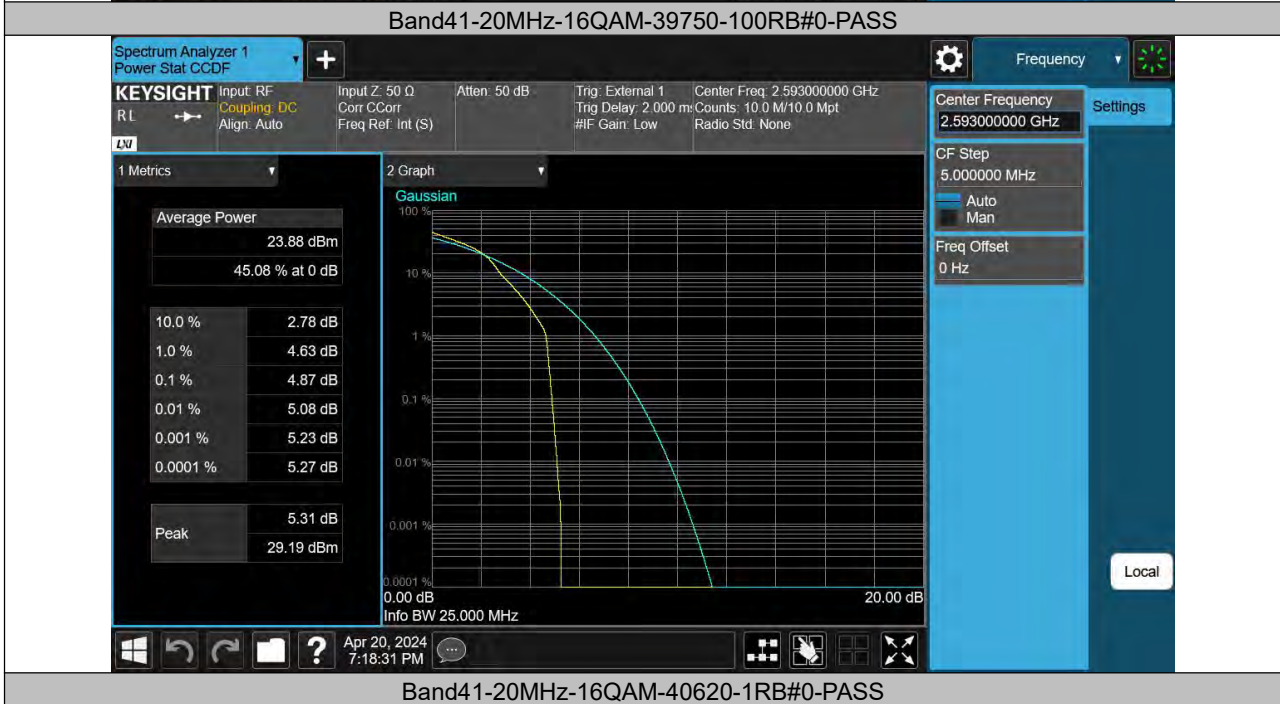 Band41-20MHz-16QAM-39750-100RB#0-PASS
Spectrum Analyzer 1
Power Stat CCDF
+
Frequency
KEYSIGHT
RL
LXI
Input: RF
Coupling: DC
Align: Auto
Input Z: 50 Ω
Corr CCorr
Freq Ref: Int (S)
Atten: 50 dB
Trig: External 1
Trig Delay: 2.000 ms
#IF Gain: Low
Center Freq: 2.593000000 GHz
Counts: 10.0 M/10.0 Mpt
Radio Std: None
Center Frequency
2.593000000 GHz
Settings
CF Step
5.000000 MHz
Auto
Man
Freq Offset
0 Hz
1 Metrics
Average Power
23.88 dBm
45.08 % at 0 dB
10.0 % 2.78 dB
1.0 % 4.63 dB
0.1 % 4.87 dB
0.01 % 5.08 dB
0.001 % 5.23 dB
0.0001 % 5.27 dB
Peak
5.31 dB
29.19 dBm
2 Graph
Gaussian
100 %
10 %
1 %
0.1 %
0.01 %
0.001 %
0.0001 %
0.00 dB
20.00 dB
Info BW 25.000 MHz
Local
?
Apr 20, 2024
7:18:31 PM
Band41-20MHz-16QAM-40620-1RB#0-PASS